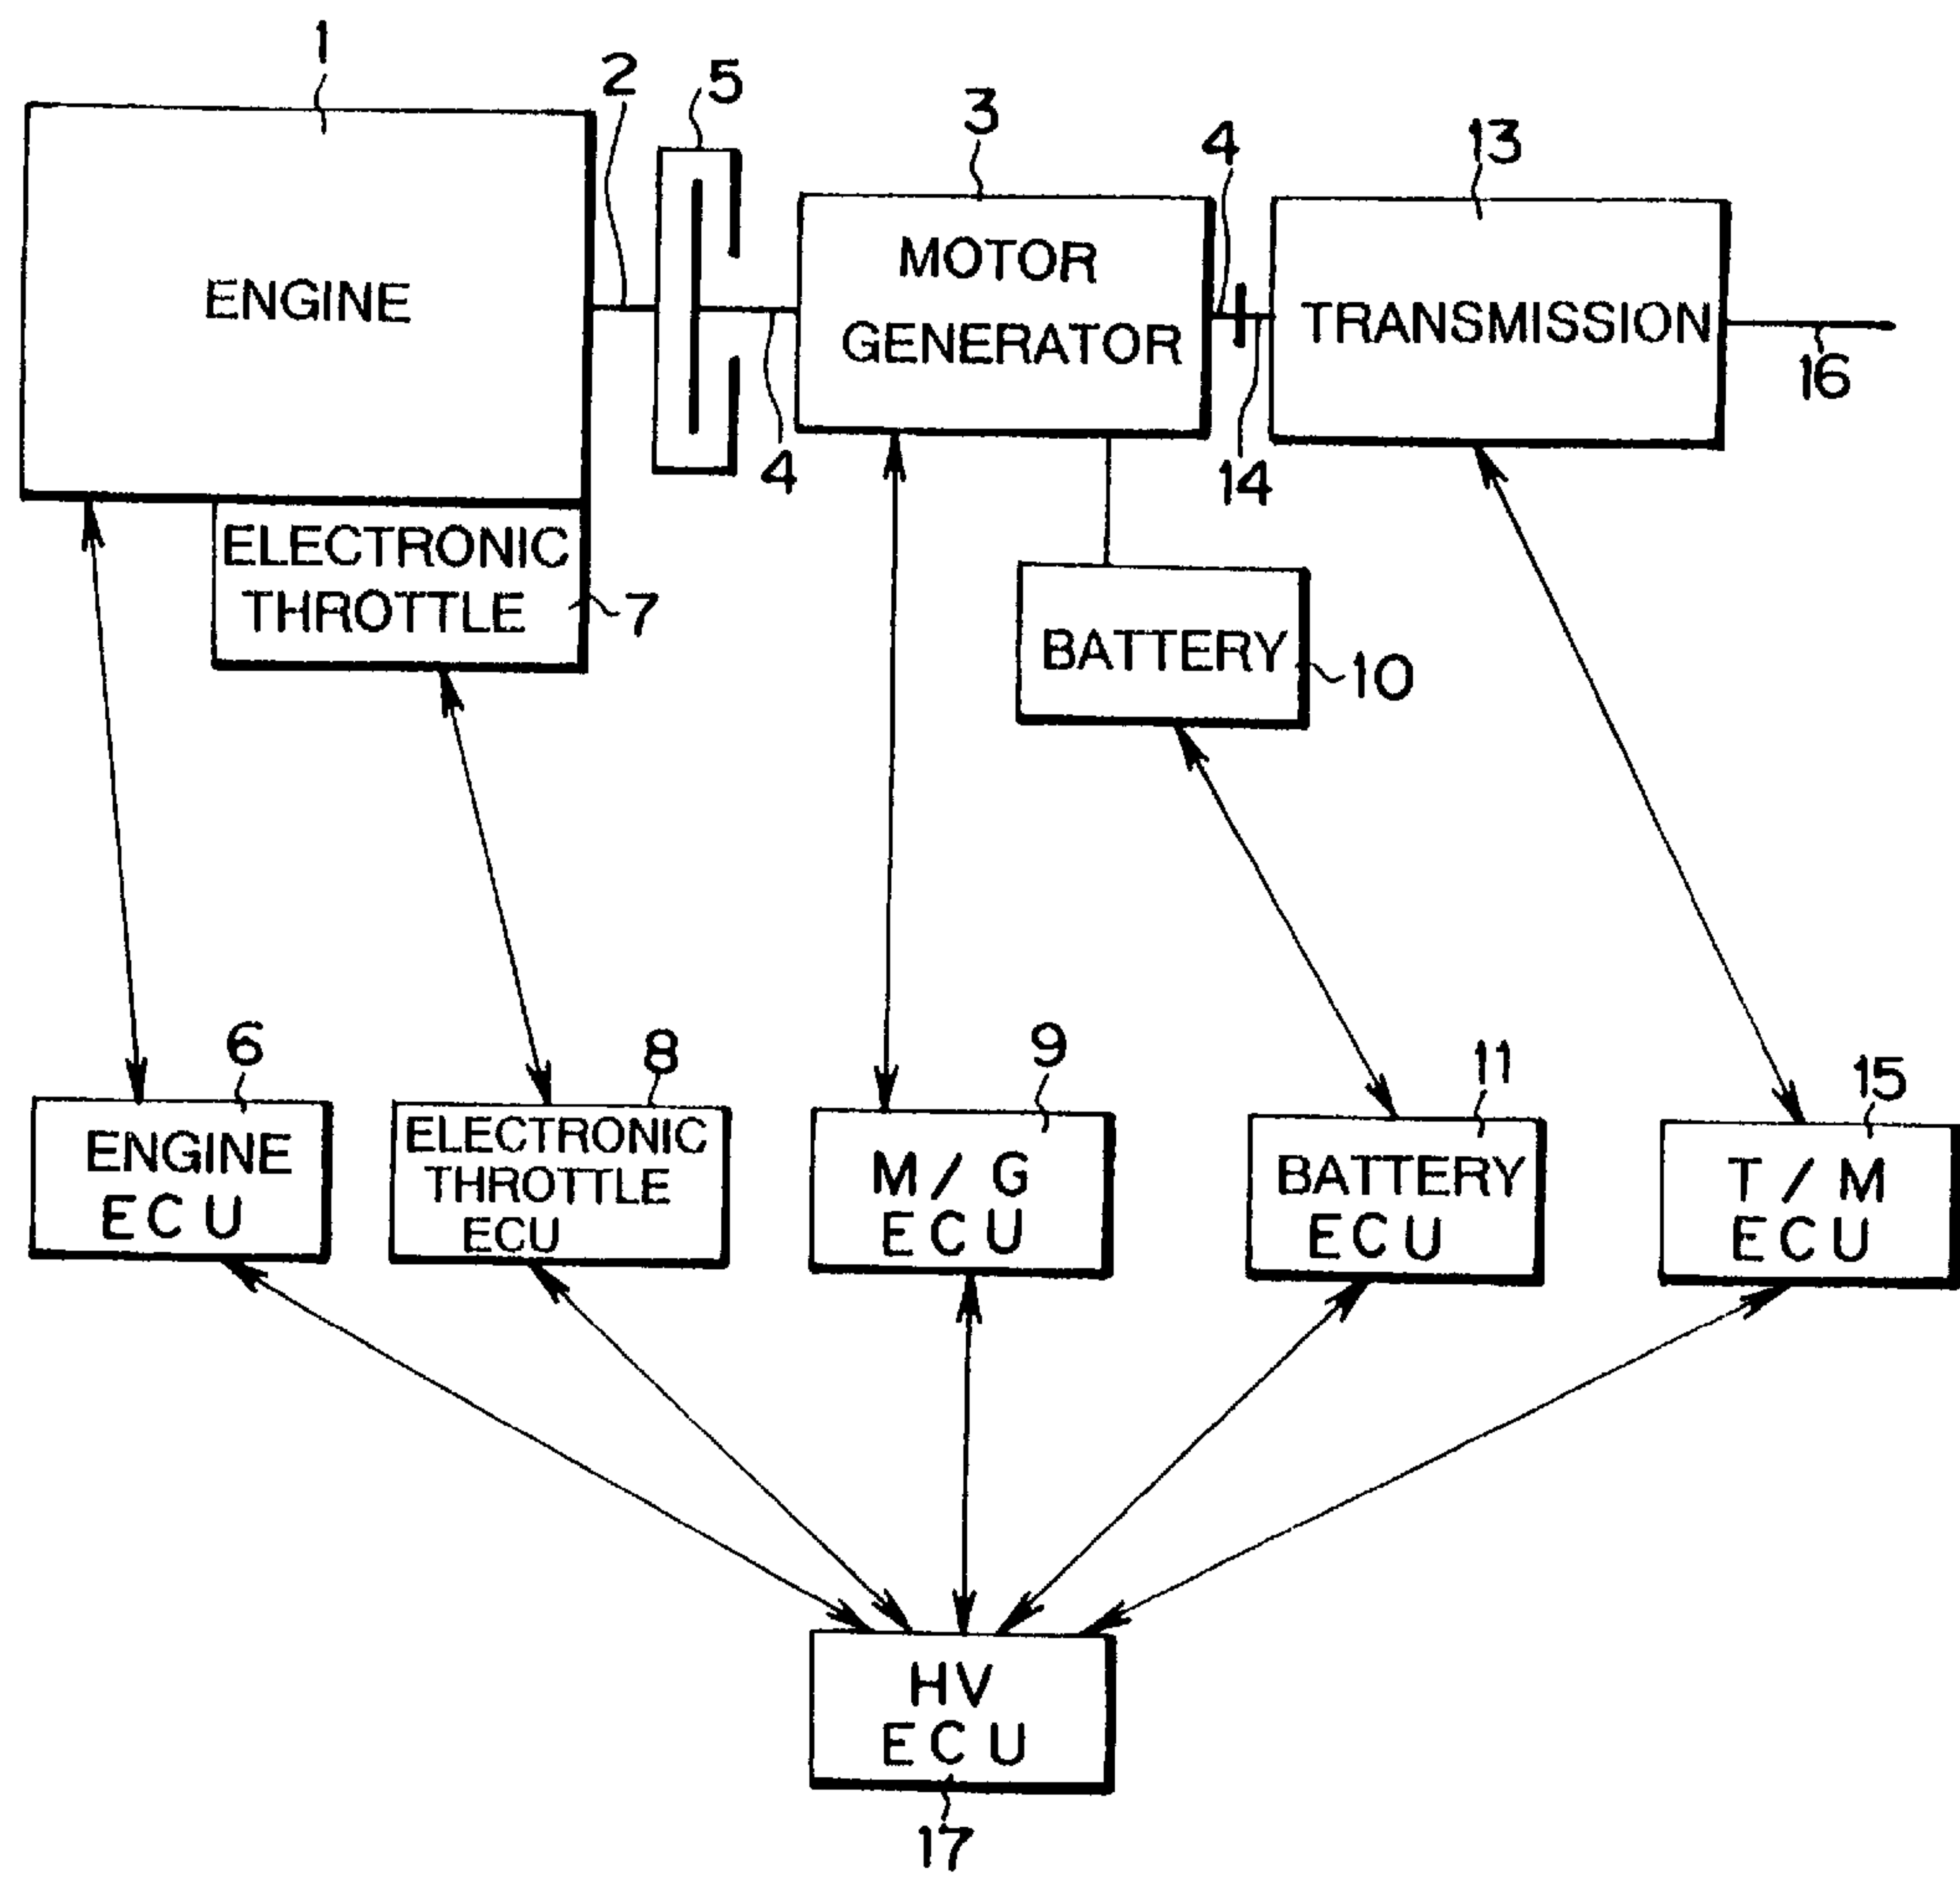 1
2
5
3
4
13
ENGINE
MOTOR
GENERATOR
TRANSMISSION
16
4
14
ELECTRONIC
THROTTLE
7
BATTERY
10
6
8
9
11
15
ENGINE
ECU
ELECTRONIC
THROTTLE
ECU
M/G
ECU
BATTERY
ECU
T/M
ECU
HV
ECU
17